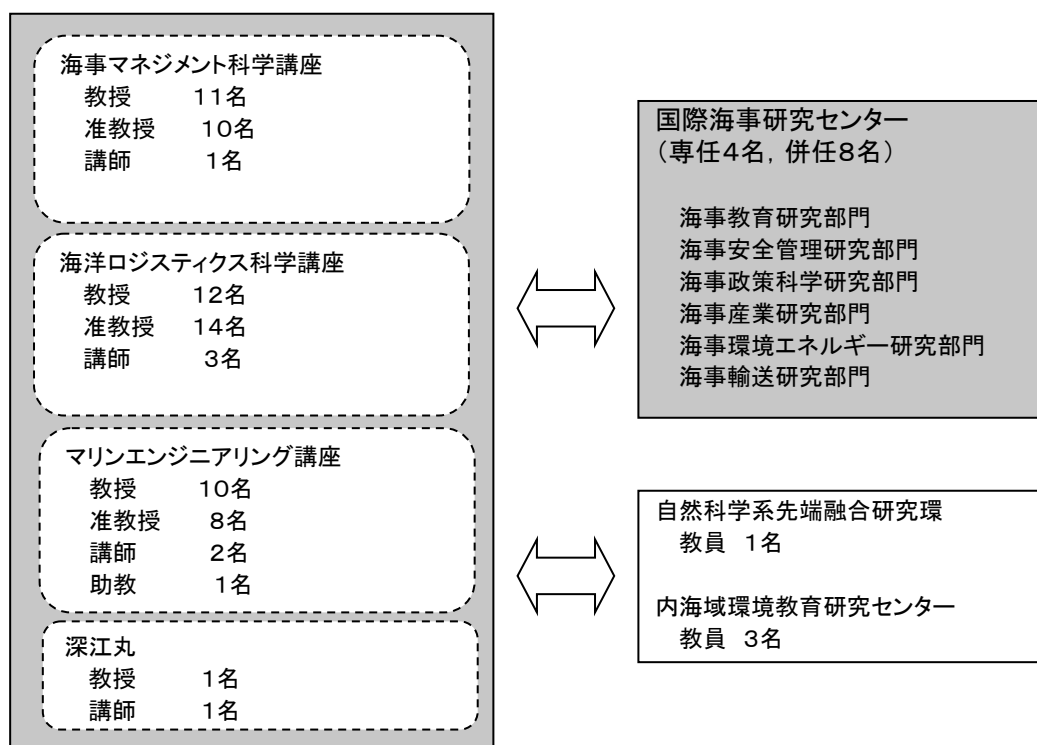 海事マネジメント科学講座
教授 11名
准教授 10名
講師 1名
海洋ロジスティクス科学講座
教授 12名
准教授 14名
講師 3名
マリンエンジニアリング講座
教授 10名
准教授 8名
講師 2名
助教 1名
深江丸
教授 1名
講師 1名
国際海事研究センター
(専任4名, 併任8名)
海事教育研究部門
海事安全管理研究部門
海事政策科学研究部門
海事産業研究部門
海事環境エネルギー研究部門
海事輸送研究部門
自然科学系先端融合研究環
教員 1名
内海域環境教育研究センター
教員 3名